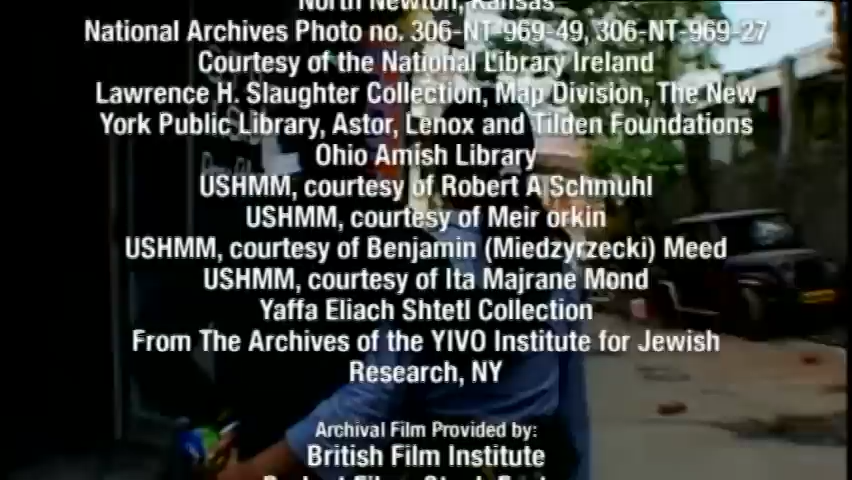 North Newton, Kansas
National Archives Photo no. 306-NT-969-49, 306-NT-969-27
Courtesy of the National Library Ireland
Lawrence H. Slaughter Collection, Map Division, The New
York Public Library, Astor, Lenox and Tilden Foundations
Ohio Amish Library
USHMM, courtesy of Robert A Schmuhl
USHMM, courtesy of Meir orkin
USHMM, courtesy of Benjamin (Miedzyrzecki) Meed
USHMM, courtesy of Ita Majrane Mond
Yaffa Eliach Shtetl Collection
From The Archives of the YIVO Institute for Jewish
Research, NY
Archival Film Provided by:
British Film Institute